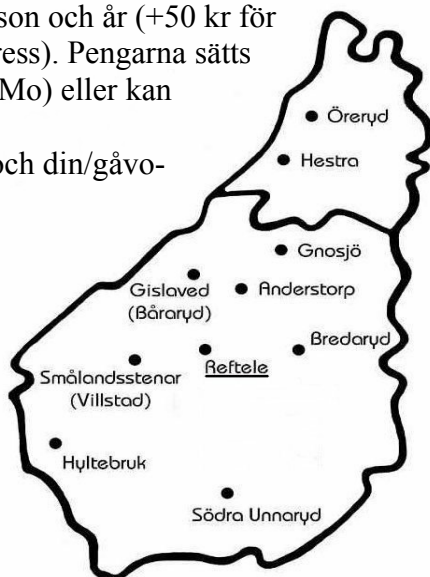 son och år (+50 kr för
ress). Pengarna sätts
Mo) eller kan
och din/gåvo-
Öreryd
Hestra
Gnosjö
Gislaved
(Båraryd)
Anderstorp
Bredaryd
Reftele
Smålandsstenar
(Villstad)
Hyltebruk
Södra Unnaryd